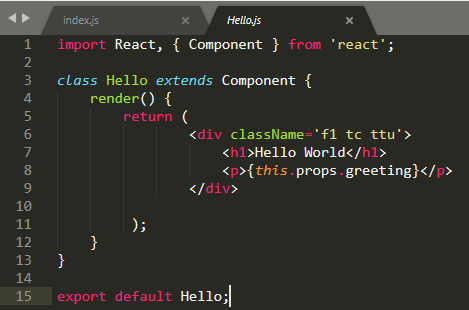 index.js × Hello.js ×
1 import React, { Component } from 'react';
2
3 class Hello extends Component {
4     render() {
5         return (
6                 <div className='f1 tc ttu'>
7                     <h1>Hello World</h1>
8                     <p>{this.props.greeting}</p>
9                 </div>
10
11          );
12     }
13 }
14
15 export default Hello;